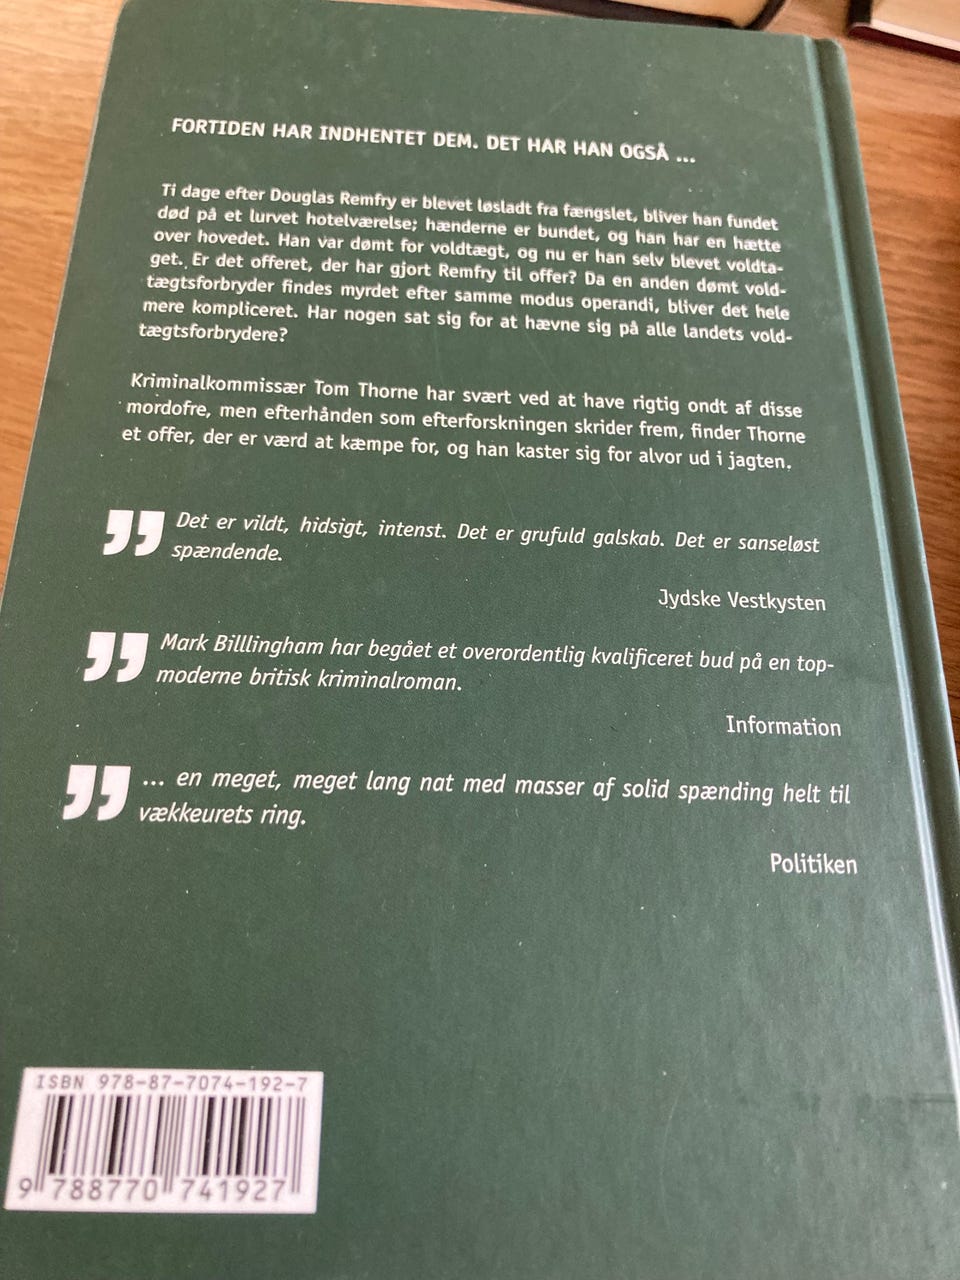 FORTIDEN HAR INDHENTET DEM. DET HAR HAN OGSÅ ...
Ti dage efter Douglas Remfry er blevet løsladt fra fængslet, bliver han fundet
død på et lurvet hotelværelse; hænderne er bundet, og han har en hætte
over hovedet. Han var dømt for voldtægt, og nu er han selv blevet voldta-
get. Er det offeret, der har gjort Remfry til offer? Da en anden dømt vold-
tægtsforbryder findes myrdet efter samme modus operandi, bliver det hele
mere kompliceret. Har nogen sat sig for at hævne sig på alle landets vold-
tægtsforbrydere?
Kriminalkommissær Tom Thorne har svært ved at have rigtig ondt af disse
mordofre, men efterhånden som efterforskningen skrider frem, finder Thorne
et offer, der er værd at kæmpe for, og han kaster sig for alvor ud i jagten.
" Det er vildt, hidsigt, intenst. Det er grufuld galskab. Det er sanseløst
spændende.
Jydske Vestkysten
" Mark Billlingham har begået et overordentlig kvalificeret bud på en top-
moderne britisk kriminalroman.
Information
" ... en meget, meget lang nat med masser af solid spænding helt til
vækkeurets ring.
Politiken
ISBN 978-87-7074-192-7
9 788770 741927